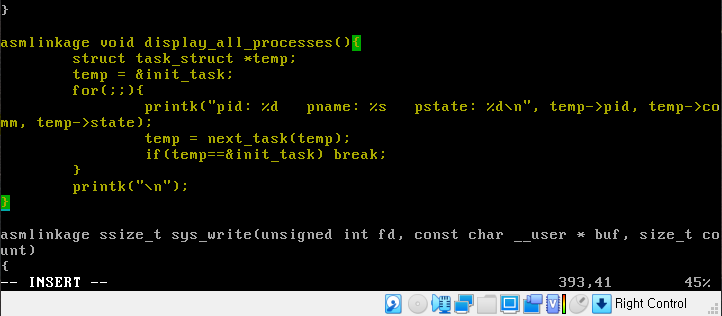 }

asmlinkage void display_all_processes(){
        struct task_struct *temp;
        temp = &init_task;
        for(;;){
                printk("pid: %d   pname: %s   pstate: %d\n", temp->pid, temp->co
mm, temp->state);
                temp = next_task(temp);
                if(temp==&init_task) break;
        }
        printk("\n");
}

asmlinkage ssize_t sys_write(unsigned int fd, const char __user * buf, size_t co
unt)
{
-- INSERT --                                                  393,41        45%
Right Control